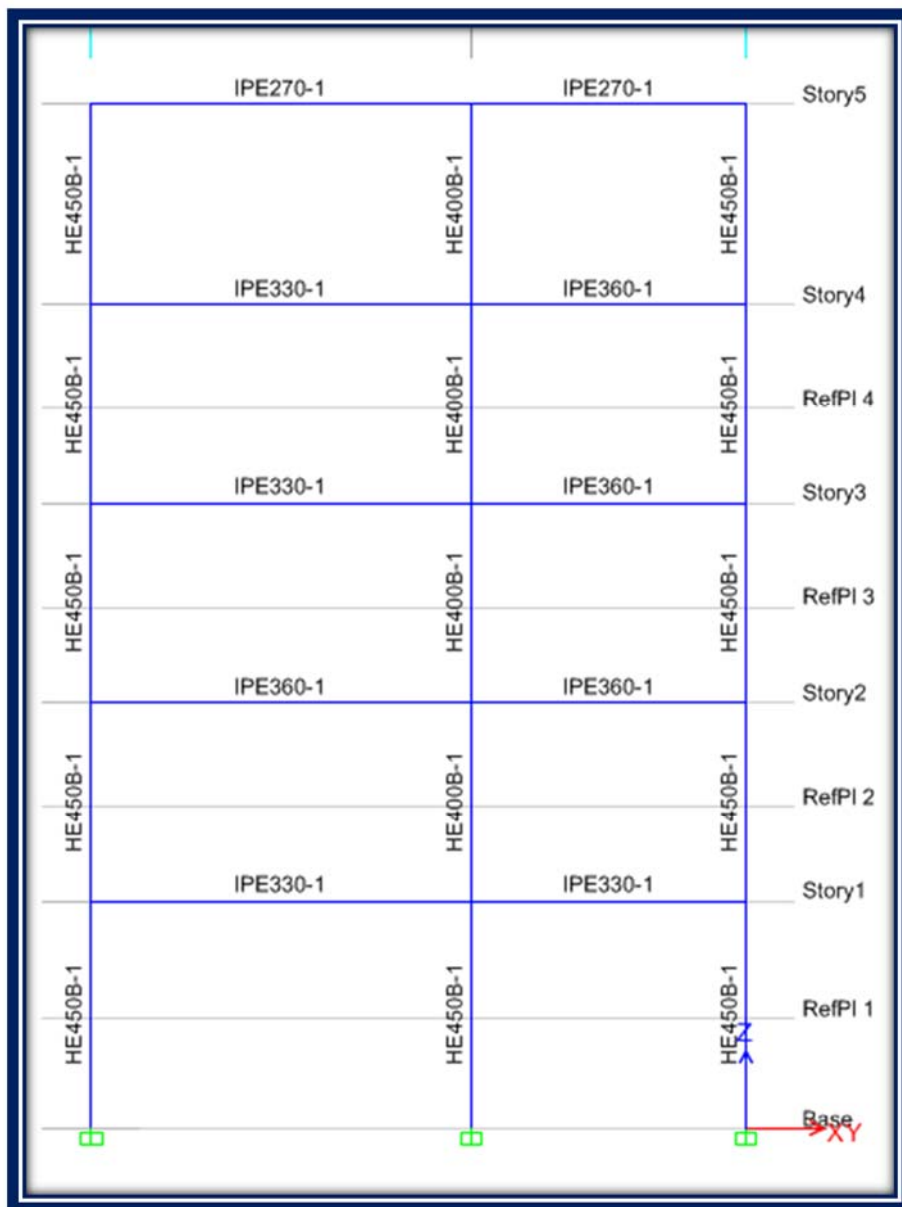 IPE270-1 IPE270-1 Story5
HE450B-1 HE400B-1 HE450B-1
IPE330-1 IPE360-1 Story4
HE450B-1 HE400B-1 HE450B-1 RefPl 4
IPE330-1 IPE360-1 Story3
HE450B-1 HE400B-1 HE450B-1 RefPl 3
IPE360-1 IPE360-1 Story2
HE450B-1 HE400B-1 HE450B-1 RefPl 2
IPE330-1 IPE330-1 Story1
HE450B-1 HE450B-1 HE450B-1 RefPl 1
Z
Base
XY